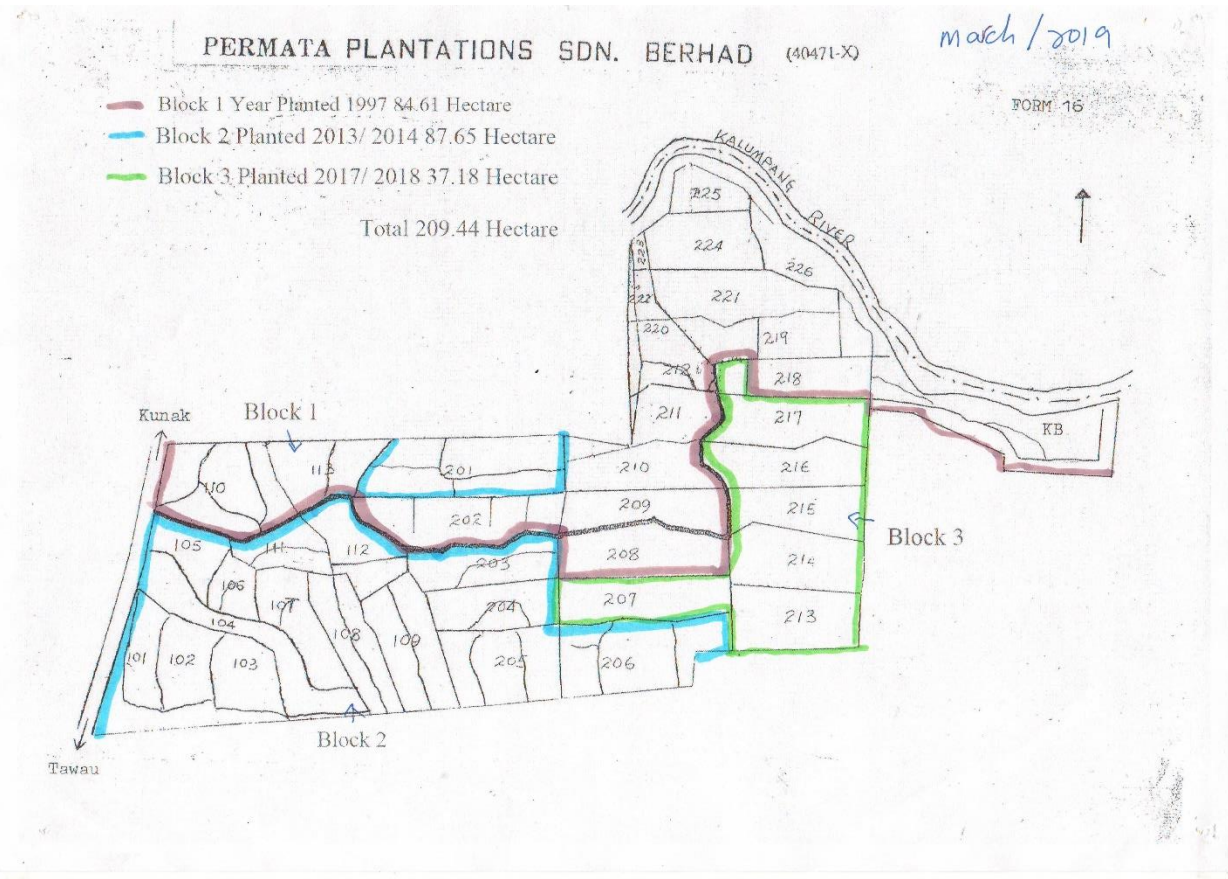 march / 2019
PERMATA PLANTATIONS SDN. BERHAD (40471-X)
FORM 16
Block 1 Year Planted 1997 84.61 Hectare
Block 2 Planted 2013/ 2014 87.65 Hectare
Block 3 Planted 2017/ 2018 37.18 Hectare
Total 209.44 Hectare
KALUMPANG
RIVER
225
224
223
226
222
221
220
219
212
218
211
217
KB
Kunak
Block 1
113
201
210
216
110
202
209
215
Block 3
105
111
112
203
208
214
106
107
204
207
213
104
108
109
101
102
103
205
206
Block 2
Tawau